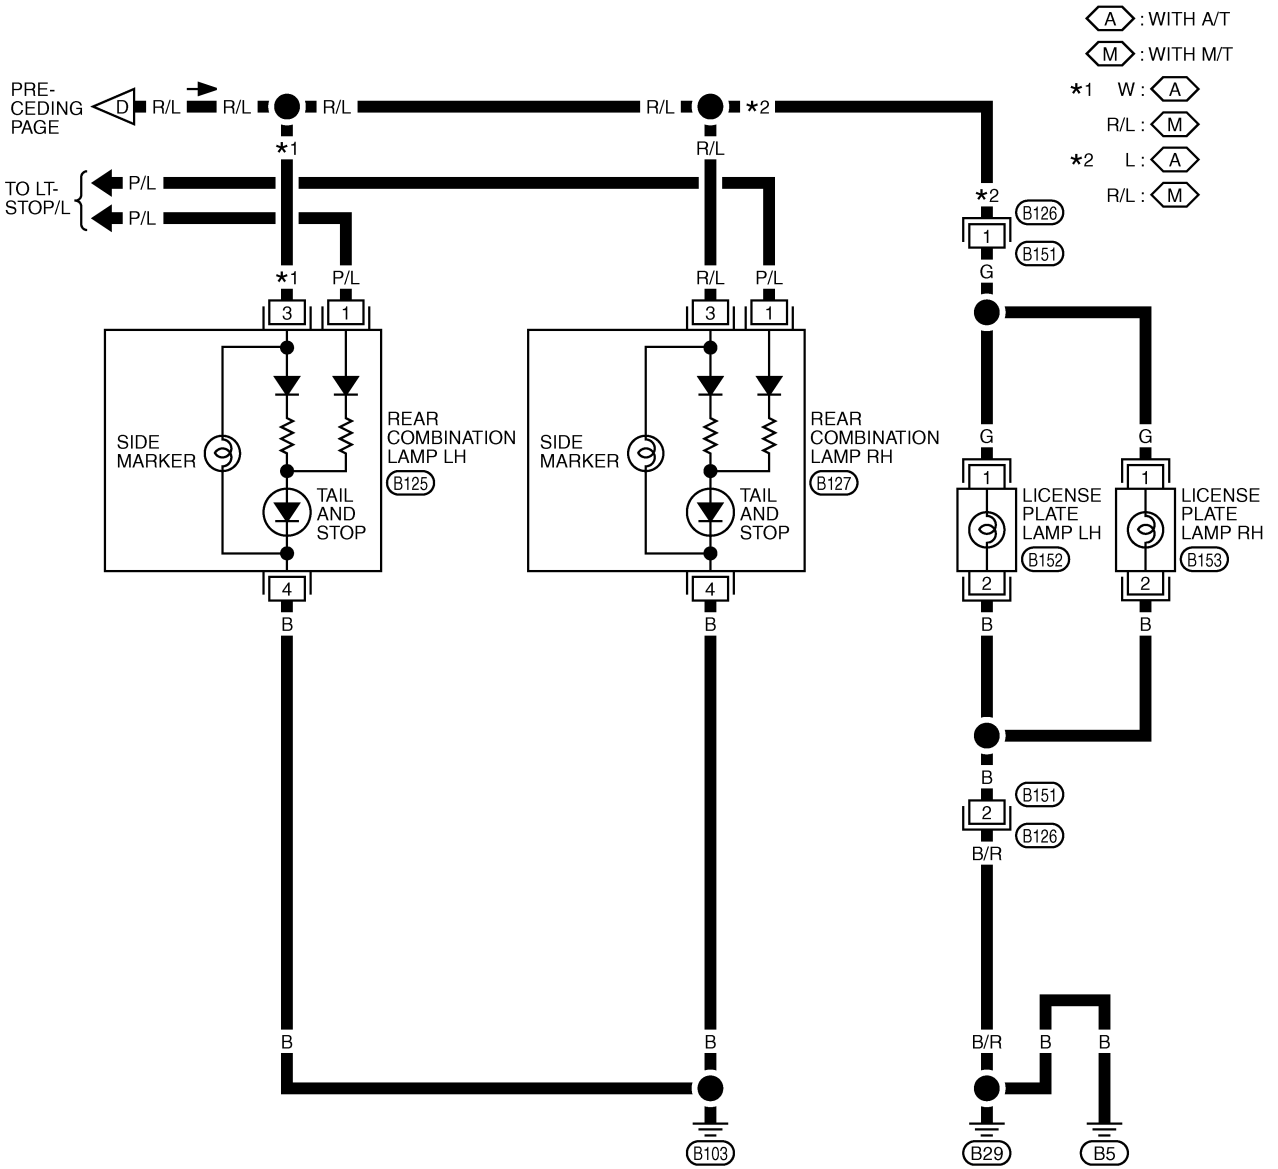 A : WITH A/T
M : WITH M/T
*1 W : A
R/L : M
*2 L : A
R/L : M
PRE-
CEDING
PAGE
D R/L R/L R/L R/L *2
*1 R/L
TO LT-
STOP/L
P/L
P/L
*2
B126
1
B151
G
*1 P/L R/L P/L
3 1 3 1
SIDE
MARKER
TAIL
AND
STOP
REAR
COMBINATION
LAMP LH
B125
SIDE
MARKER
TAIL
AND
STOP
REAR
COMBINATION
LAMP RH
B127
G G
1 1
LICENSE
PLATE
LAMP LH
B152
LICENSE
PLATE
LAMP RH
B153
4 4 2 2
B B B B
B
B151
2
B126
B/R
B B B/R B B
B103 B29 B5